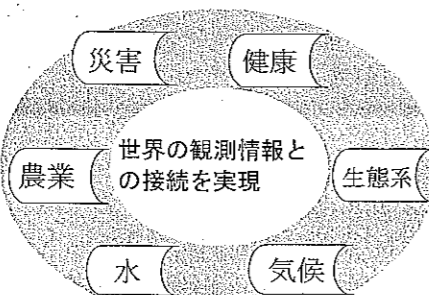 災害
健康
世界の観測情報と
の接続を実現
農業
生態系
水
気候